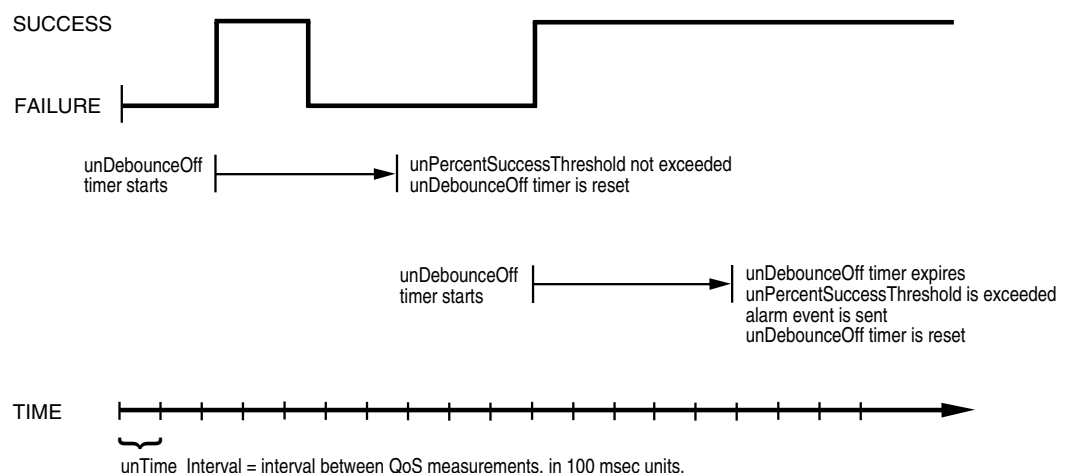 SUCCESS
FAILURE
unDebounceOff
timer starts
unPercentSuccessThreshold not exceeded
unDebounceOff timer is reset
unDebounceOff
timer starts
unDebounceOff timer expires
unPercentSuccessThreshold is exceeded
alarm event is sent
unDebounceOff timer is reset
TIME
unTime_Interval = interval between QoS measurements, in 100 msec units.